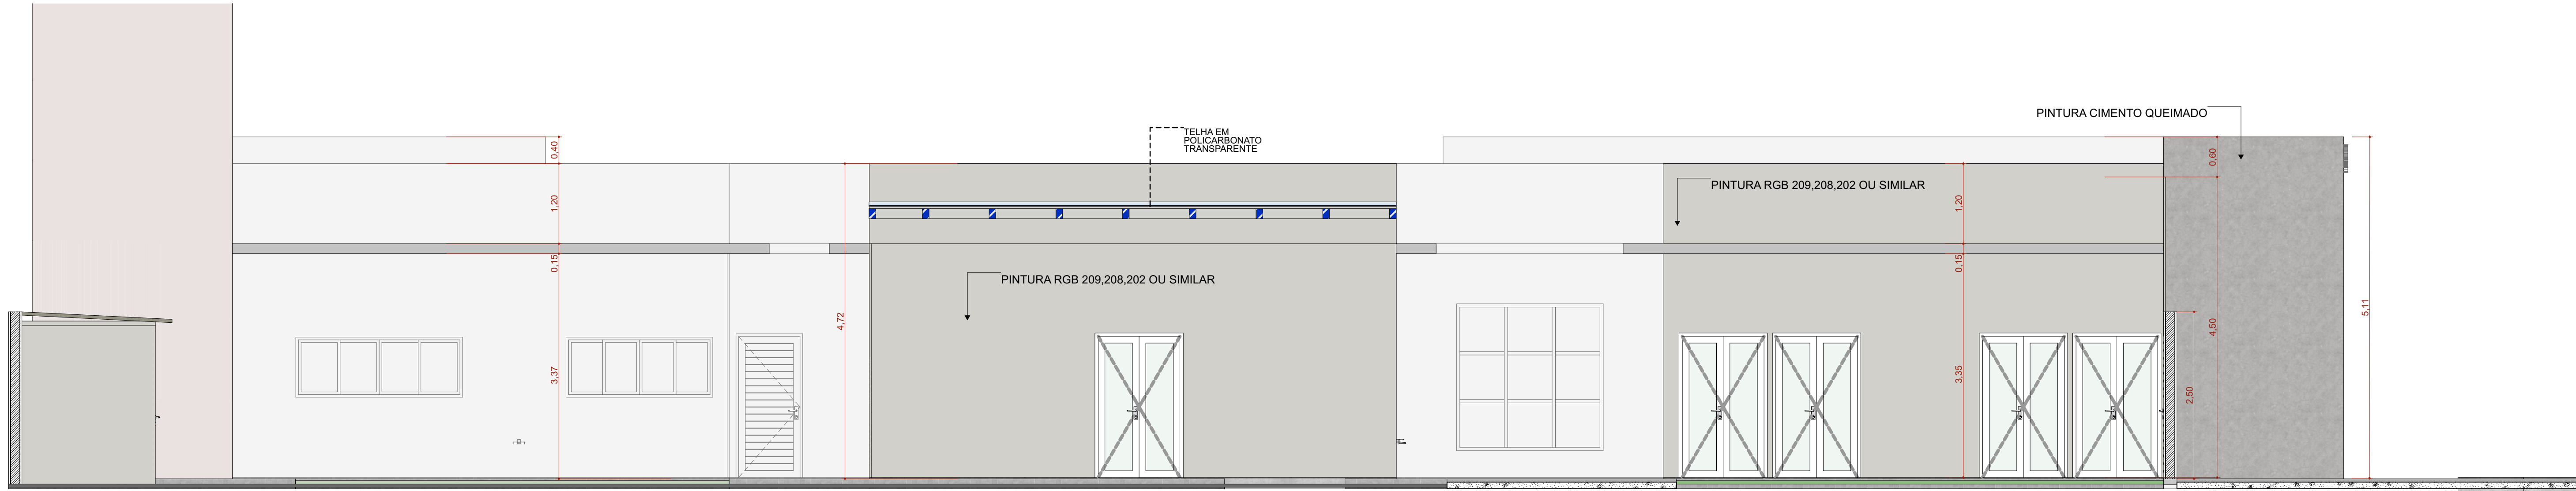 PINTURA CIMENTO QUEIMADO
TELHA EM
POLICARBONATO
TRANSPARENTE
0,40
0,60
PINTURA RGB 209,208,202 OU SIMILAR
1,20
1,20
0,15
0,15
PINTURA RGB 209,208,202 OU SIMILAR
5,11
4,72
4,50
3,37
3,35
2,50